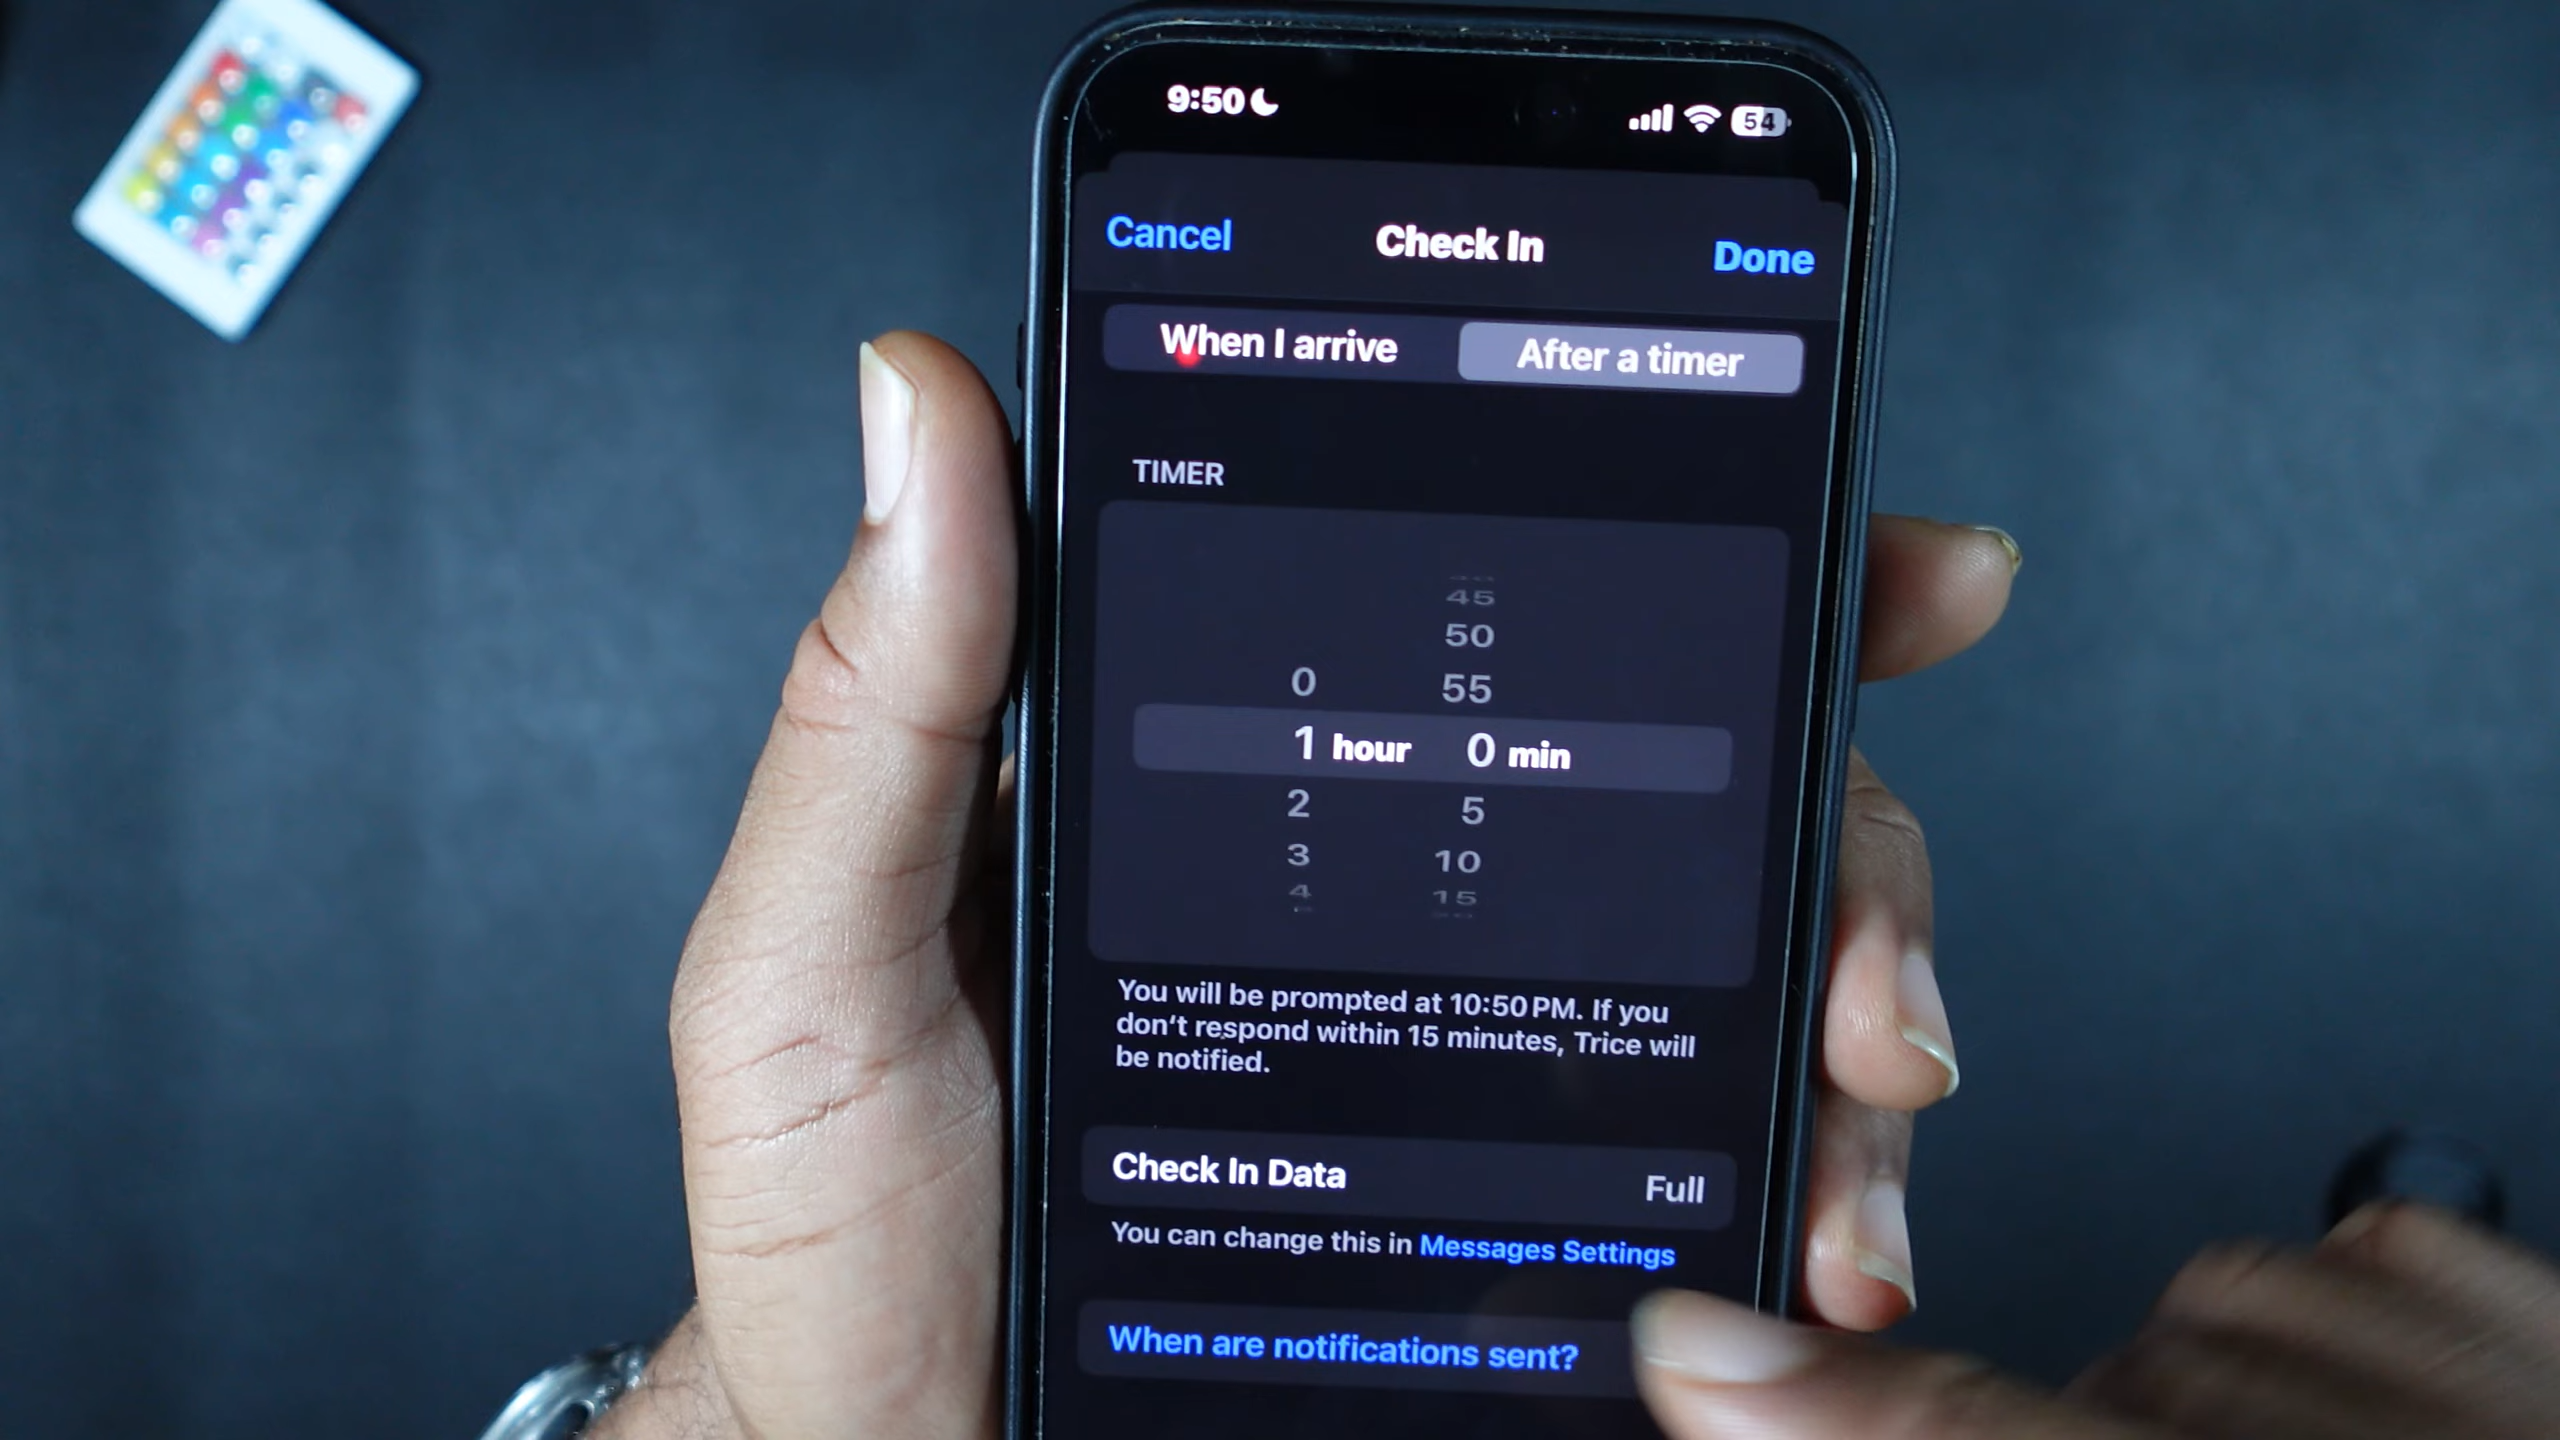 9:50
54
Cancel Check In Done
When I arrive After a timer
TIMER
45
50
0 55
1 hour 0 min
2 5
3 10
4 15
You will be prompted at 10:50 PM. If you
don't respond within 15 minutes, Trice will
be notified.
Check In Data Full
You can change this in Messages Settings
When are notifications sent?